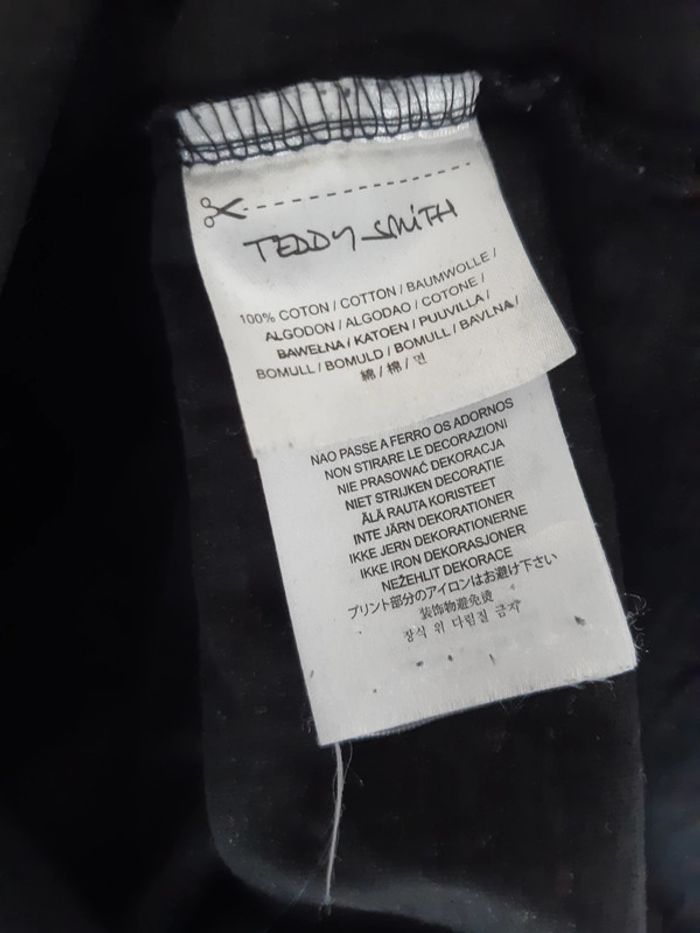 TEDDY SMITH
100% COTON / COTTON / BAUMWOLLE /
ALGODON / ALGODAO / COTONE /
BAWEŁNA / KATOEN / PUUVILLA /
BOMULL / BOMULD / BOMULL / BAVLNA /
綿 / 棉 / 면
NAO PASSE A FERRO OS ADORNOS
NON STIRARE LE DECORAZIONI
NIE PRASOWAĆ DEKORACJA
NIET STRIJKEN DECORATIE
ÄLÄ RAUTA KORISTEET
INTE JÄRN DEKORATIONER
IKKE JERN DEKORATIONERNE
IKKE IRON DEKORASJONER
NEŽEHLIT DEKORACE
プリント部分のアイロンはお避け下さい
装飾物避免烫
장식 위 다림질 금지